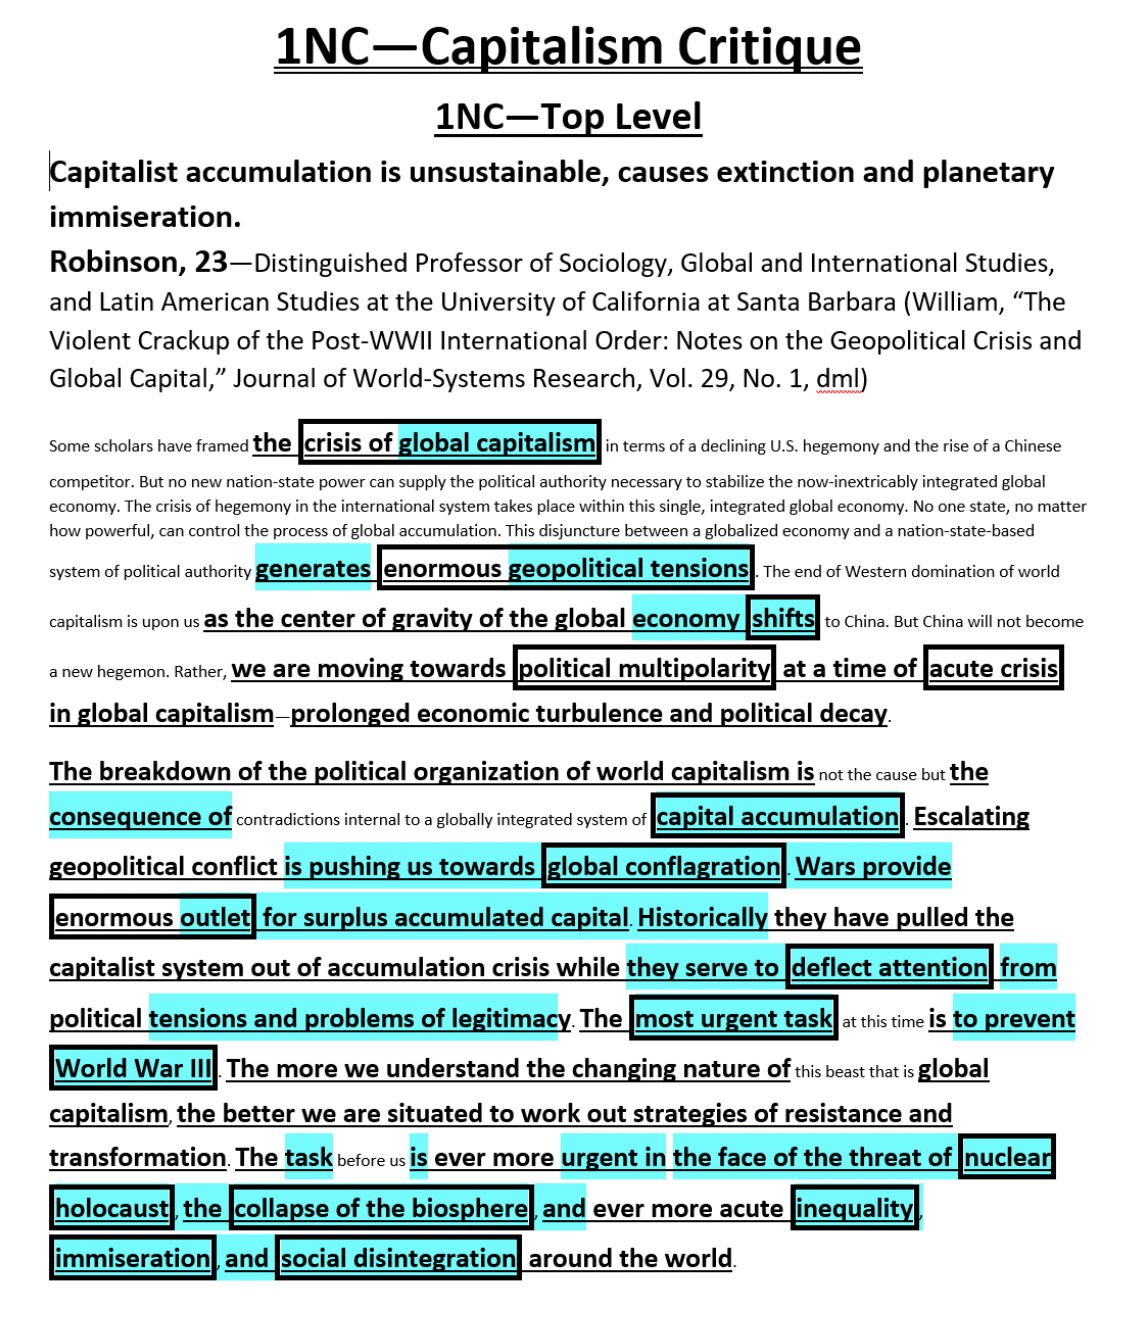 1NC—Capitalism Critique
1NC—Top Level
Capitalist accumulation is unsustainable, causes extinction and planetary
immiseration.
Robinson, 23—Distinguished Professor of Sociology, Global and International Studies,
and Latin American Studies at the University of California at Santa Barbara (William, “The
Violent Crackup of the Post-WWII International Order: Notes on the Geopolitical Crisis and
Global Capital,” Journal of World-Systems Research, Vol. 29, No. 1, dml)
Some scholars have framed the crisis of global capitalism in terms of a declining U.S. hegemony and the rise of a Chinese
competitor. But no new nation-state power can supply the political authority necessary to stabilize the now-inextricably integrated global
economy. The crisis of hegemony in the international system takes place within this single, integrated global economy. No one state, no matter
how powerful, can control the process of global accumulation. This disjuncture between a globalized economy and a nation-state-based
system of political authority generates enormous geopolitical tensions. The end of Western domination of world
capitalism is upon us as the center of gravity of the global economy shifts to China. But China will not become
a new hegemon. Rather, we are moving towards political multipolarity at a time of acute crisis
in global capitalism—prolonged economic turbulence and political decay.
The breakdown of the political organization of world capitalism is not the cause but the
consequence of contradictions internal to a globally integrated system of capital accumulation. Escalating
geopolitical conflict is pushing us towards global conflagration. Wars provide
enormous outlet for surplus accumulated capital. Historically they have pulled the
capitalist system out of accumulation crisis while they serve to deflect attention from
political tensions and problems of legitimacy. The most urgent task at this time is to prevent
World War III. The more we understand the changing nature of this beast that is global
capitalism, the better we are situated to work out strategies of resistance and
transformation. The task before us is ever more urgent in the face of the threat of nuclear
holocaust, the collapse of the biosphere, and ever more acute inequality,
immiseration, and social disintegration around the world.